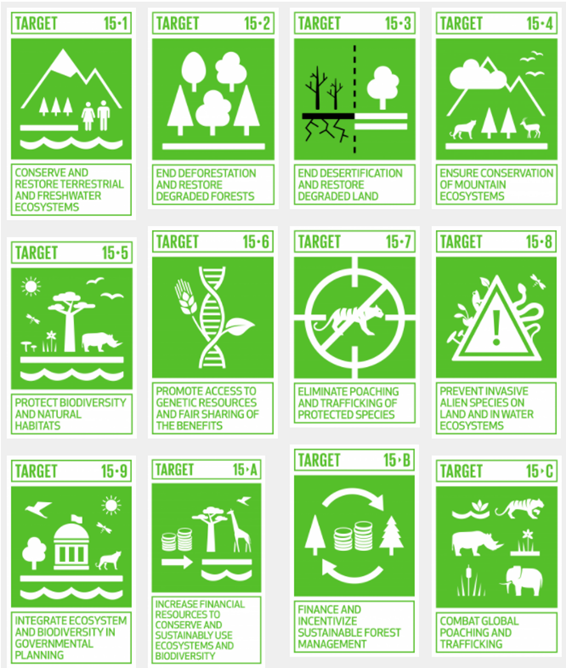 TARGET 15·1
CONSERVE AND
RESTORE TERRESTRIAL
AND FRESHWATER
ECOSYSTEMS
TARGET 15·2
END DEFORESTATION
AND RESTORE
DEGRADED FORESTS
TARGET 15·3
END DESERTIFICATION
AND RESTORE
DEGRADED LAND
TARGET 15·4
ENSURE CONSERVATION
OF MOUNTAIN
ECOSYSTEMS
TARGET 15·5
PROTECT BIODIVERSITY
AND NATURAL
HABITATS
TARGET 15·6
PROMOTE ACCESS TO
GENETIC RESOURCES
AND FAIR SHARING OF
THE BENEFITS
TARGET 15·7
ELIMINATE POACHING
AND TRAFFICKING OF
PROTECTED SPECIES
TARGET 15·8
!
PREVENT INVASIVE
ALIEN SPECIES ON
LAND AND IN WATER
ECOSYSTEMS
TARGET 15·9
INTEGRATE ECOSYSTEM
AND BIODIVERSITY IN
GOVERNMENTAL
PLANNING
TARGET 15·A
INCREASE FINANCIAL
RESOURCES TO
CONSERVE AND
SUSTAINABLY USE
ECOSYSTEMS AND
BIODIVERSITY
TARGET 15·B
FINANCE AND
INCENTIVIZE
SUSTAINABLE FOREST
MANAGEMENT
TARGET 15·C
COMBAT GLOBAL
POACHING AND
TRAFFICKING